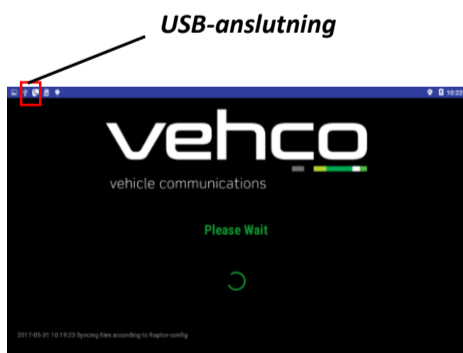 USB-anslutning
10:22
vehco
vehicle communications
Please Wait
2017-05-31 10:19:23 Syncing files according to Raptor-config